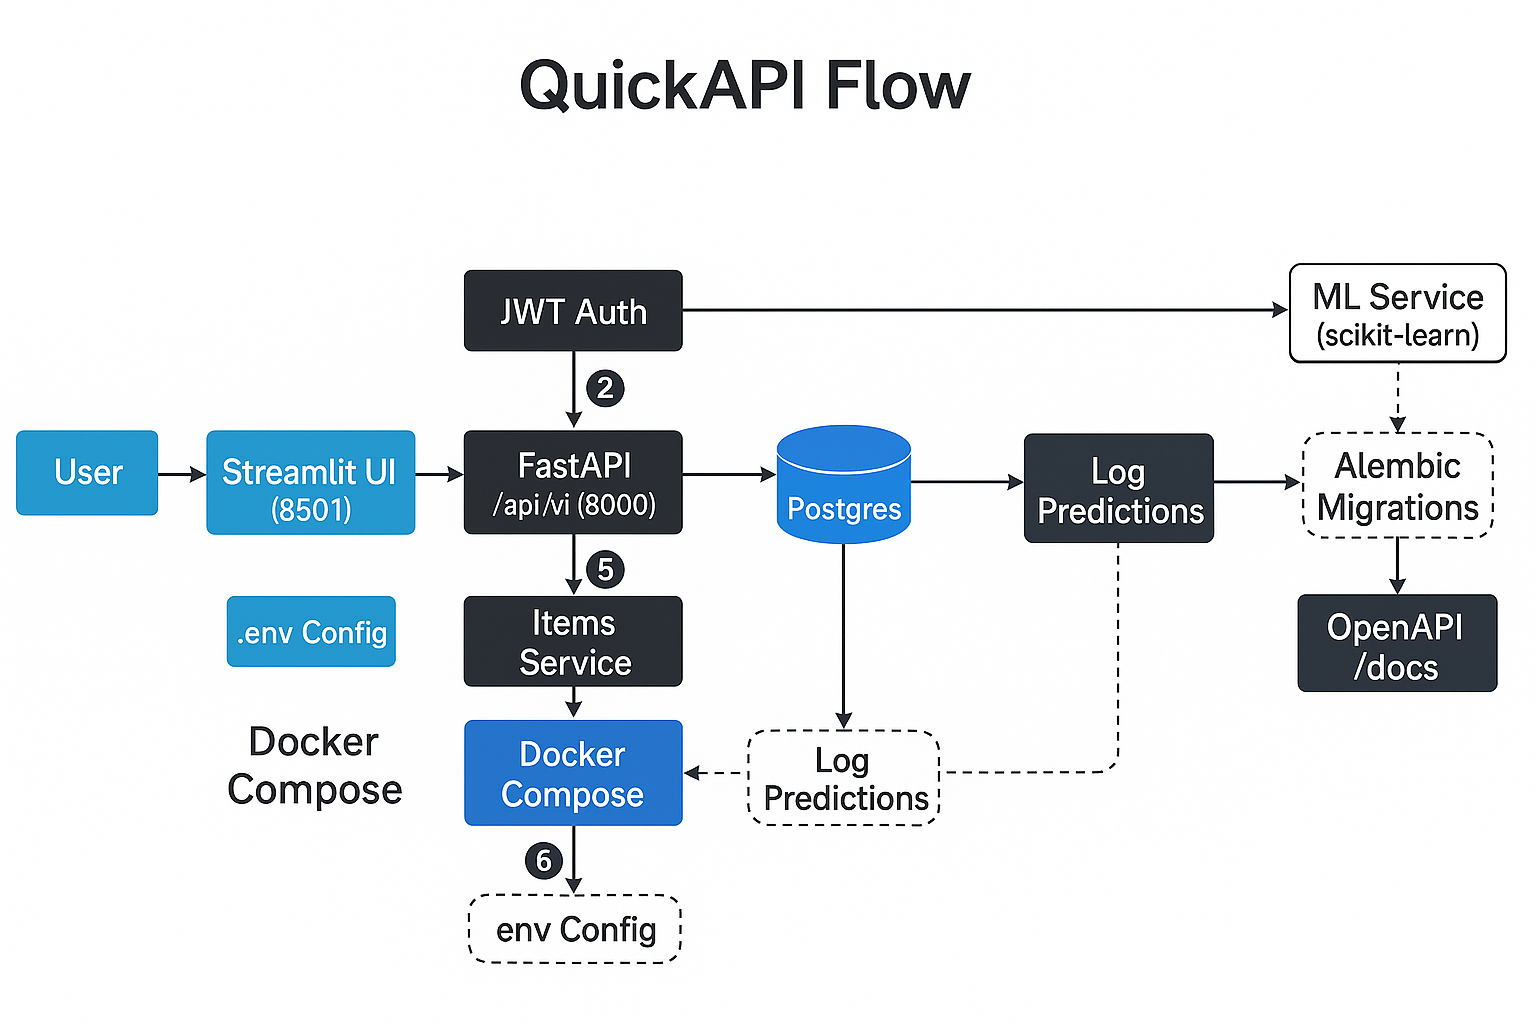 QuickAPI Flow
JWT Auth
ML Service
(scikit-learn)
2
User
Streamlit UI
(8501)
FastAPI
/api/vi (8000)
Postgres
Log
Predictions
Alembic
Migrations
5
.env Config
Items
Service
OpenAPI
/docs
Docker
Compose
Docker
Compose
Log
Predictions
6
env Config